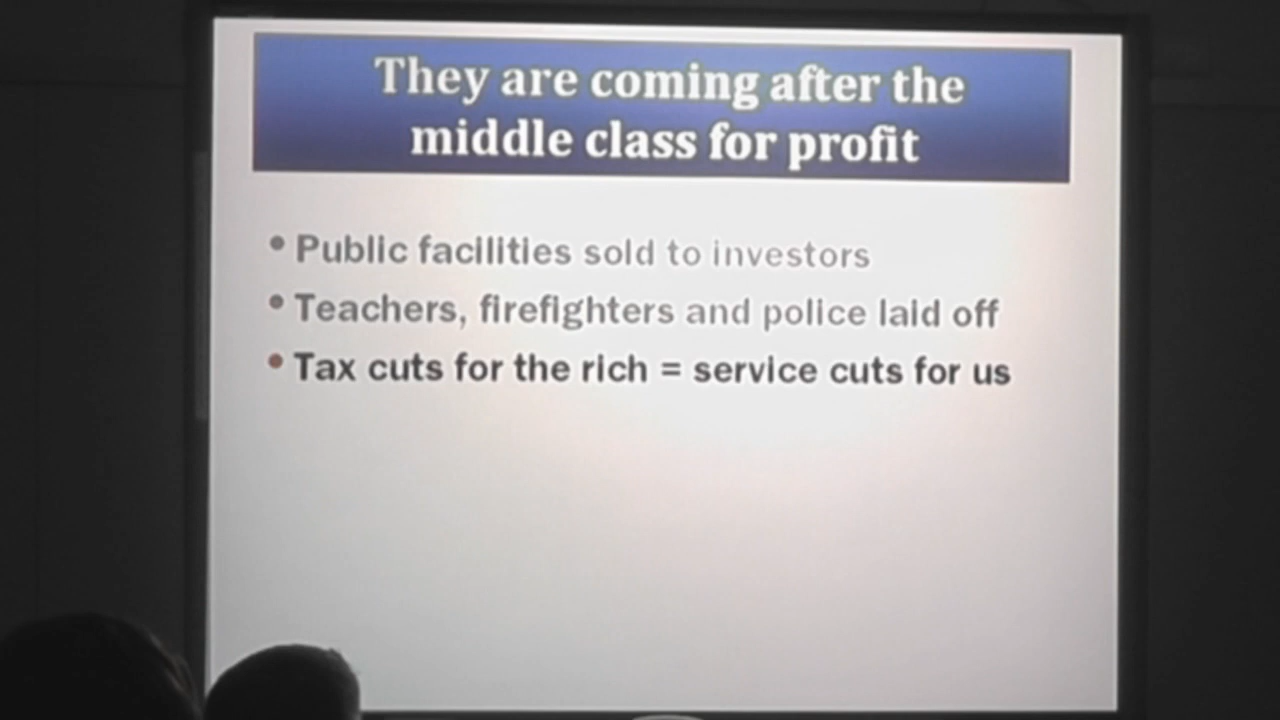 They are coming after the
middle class for profit
• Public facilities sold to investors
• Teachers, firefighters and police laid off
• Tax cuts for the rich = service cuts for us